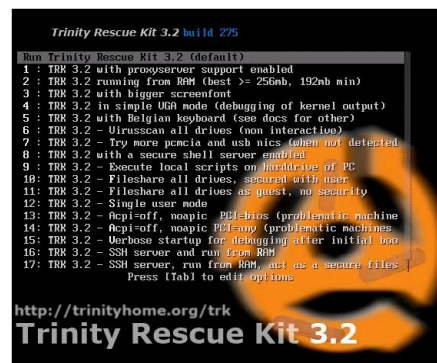 Trinity Rescue Kit 3.2 build 275
Run Trinity Rescue Kit 3.2 (default)
1 : TRK 3.2 with proxyserver support enabled
2 : TRK 3.2 running from RAM (best >= 256mb, 192mb min)
3 : TRK 3.2 with bigger screenfont
4 : TRK 3.2 in simple VGA mode (debugging of kernel output)
5 : TRK 3.2 with Belgian keyboard (see docs for other)
6 : TRK 3.2 - Virusscan all drives (non interactive)
7 : TRK 3.2 - Try more pcmcia and usb nics (when not detected
8 : TRK 3.2 with a secure shell server enabled
9 : TRK 3.2 - Execute local scripts on harddrive of PC
10: TRK 3.2 - Fileshare all drives, secured with user
11: TRK 3.2 - Fileshare all drives as guest, no security
12: TRK 3.2 - Single user mode
13: TRK 3.2 - Acpi=off, noapic PCI-bios (problematic machine
14: TRK 3.2 - Acpi=off, noapic PCI-any (problematic machines
15: TRK 3.2 - Verbose startup for debugging after initial boo
16: TRK 3.2 - SSH server and run from RAM
17: TRK 3.2 - SSH server, run from RAM, act as a secure files
Press [Tab] to edit options
http://trinityhome.org/trk
Trinity Rescue Kit 3.2